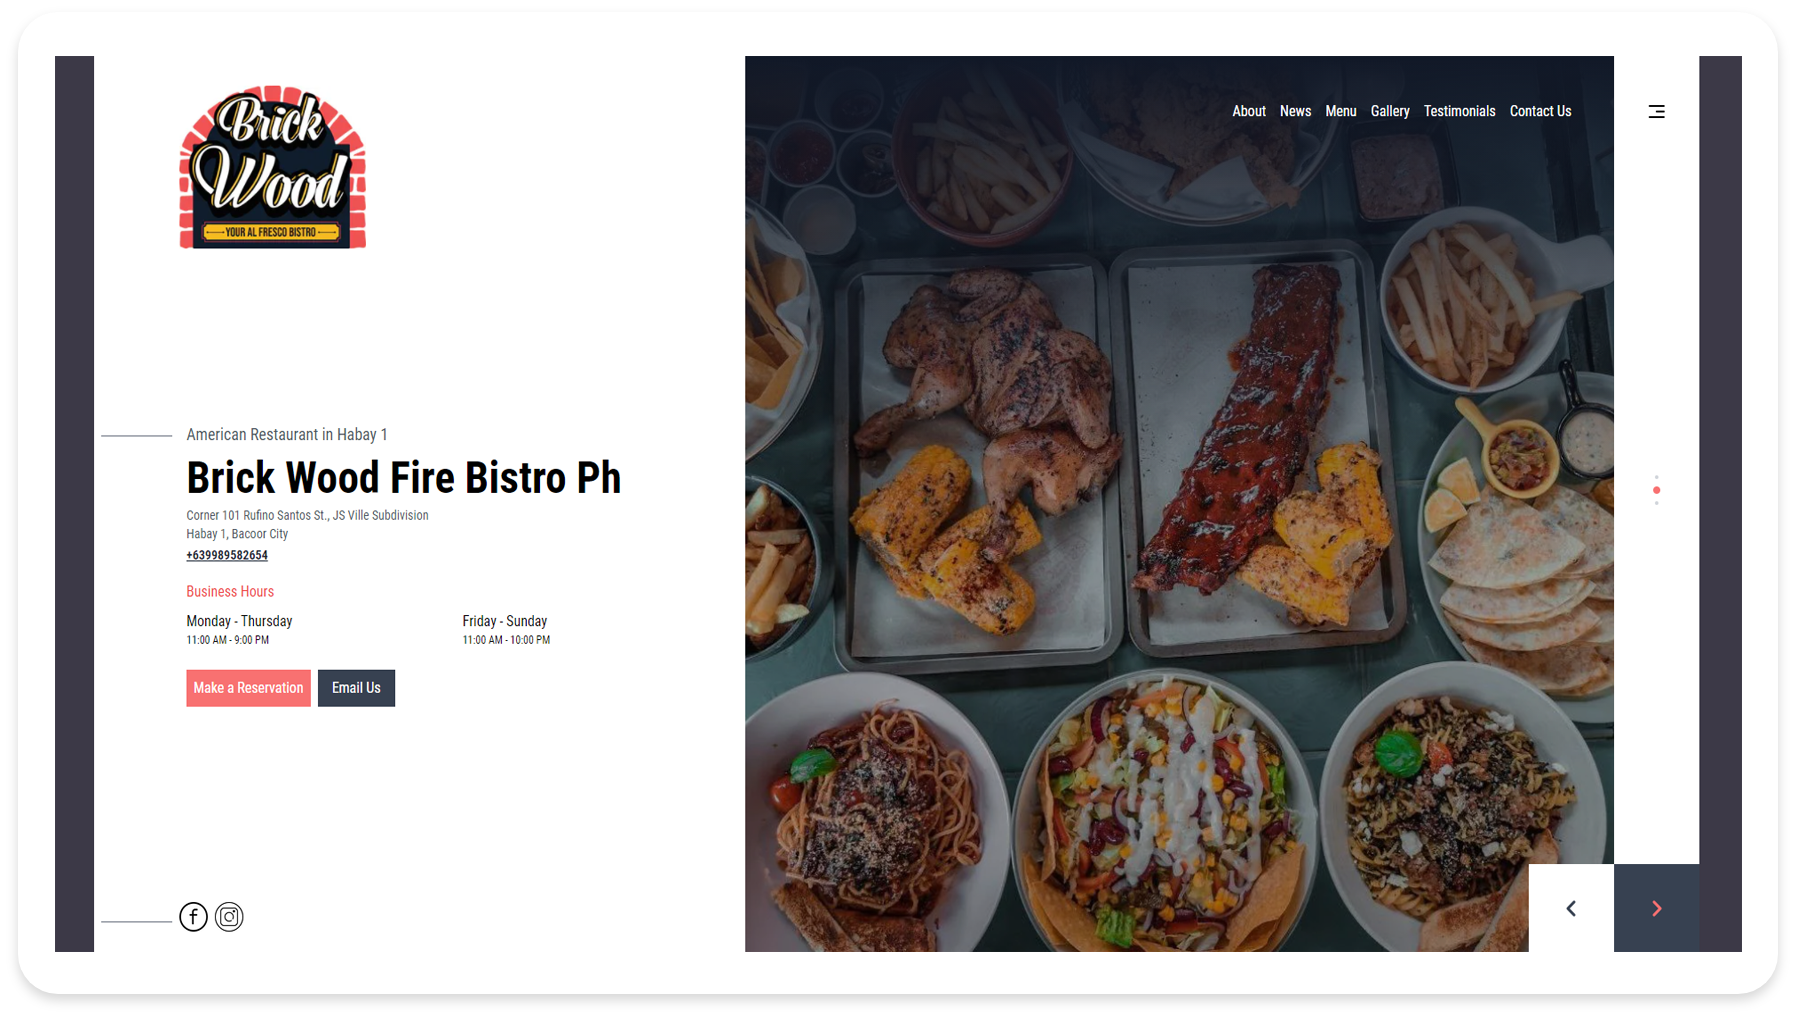 Brick
Wood
YOUR AL FRESCO BISTRO
About News Menu Gallery Testimonials Contact Us
American Restaurant in Habay 1
Brick Wood Fire Bistro Ph
Corner 101 Rufino Santos St., JS Ville Subdivision
Habay 1, Bacoor City
+639989582654
Business Hours
Monday - Thursday
11:00 AM - 9:00 PM
Friday - Sunday
11:00 AM - 10:00 PM
Make a Reservation
Email Us